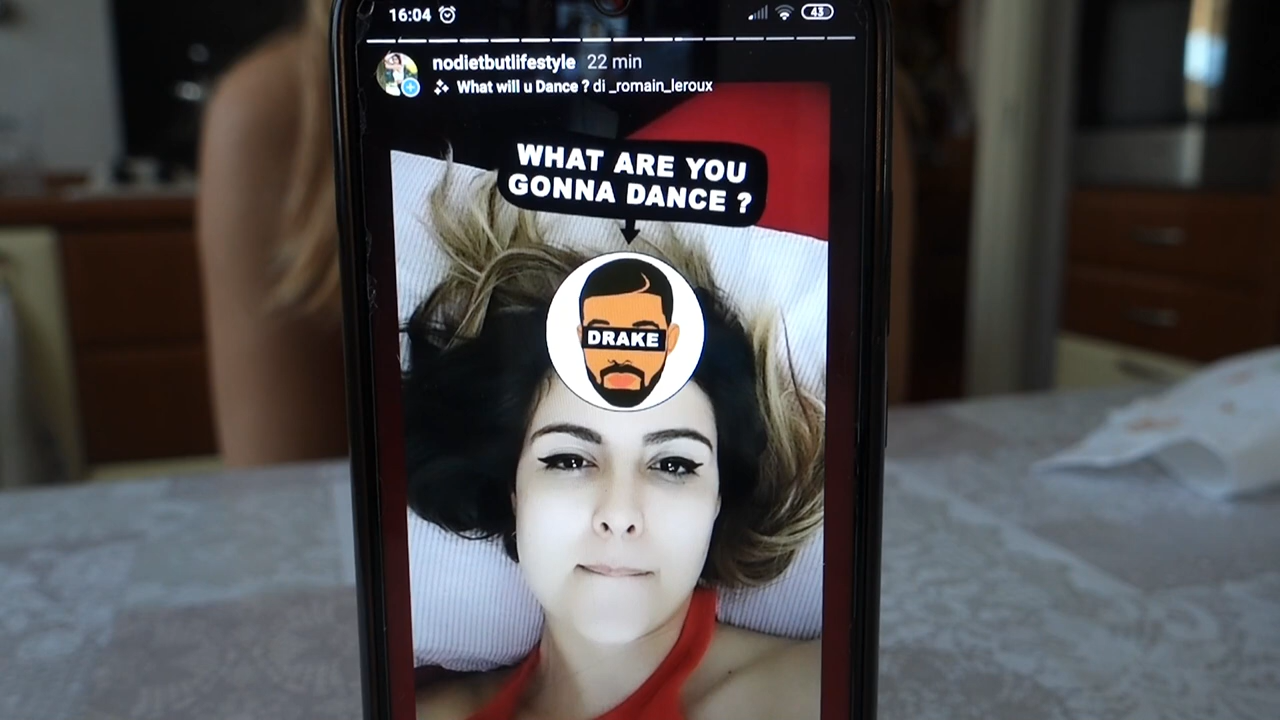 16:04
43
nodietbutlifestyle 22 min
What will u Dance ? di _romain_leroux
WHAT ARE YOU
GONNA DANCE ?
DRAKE